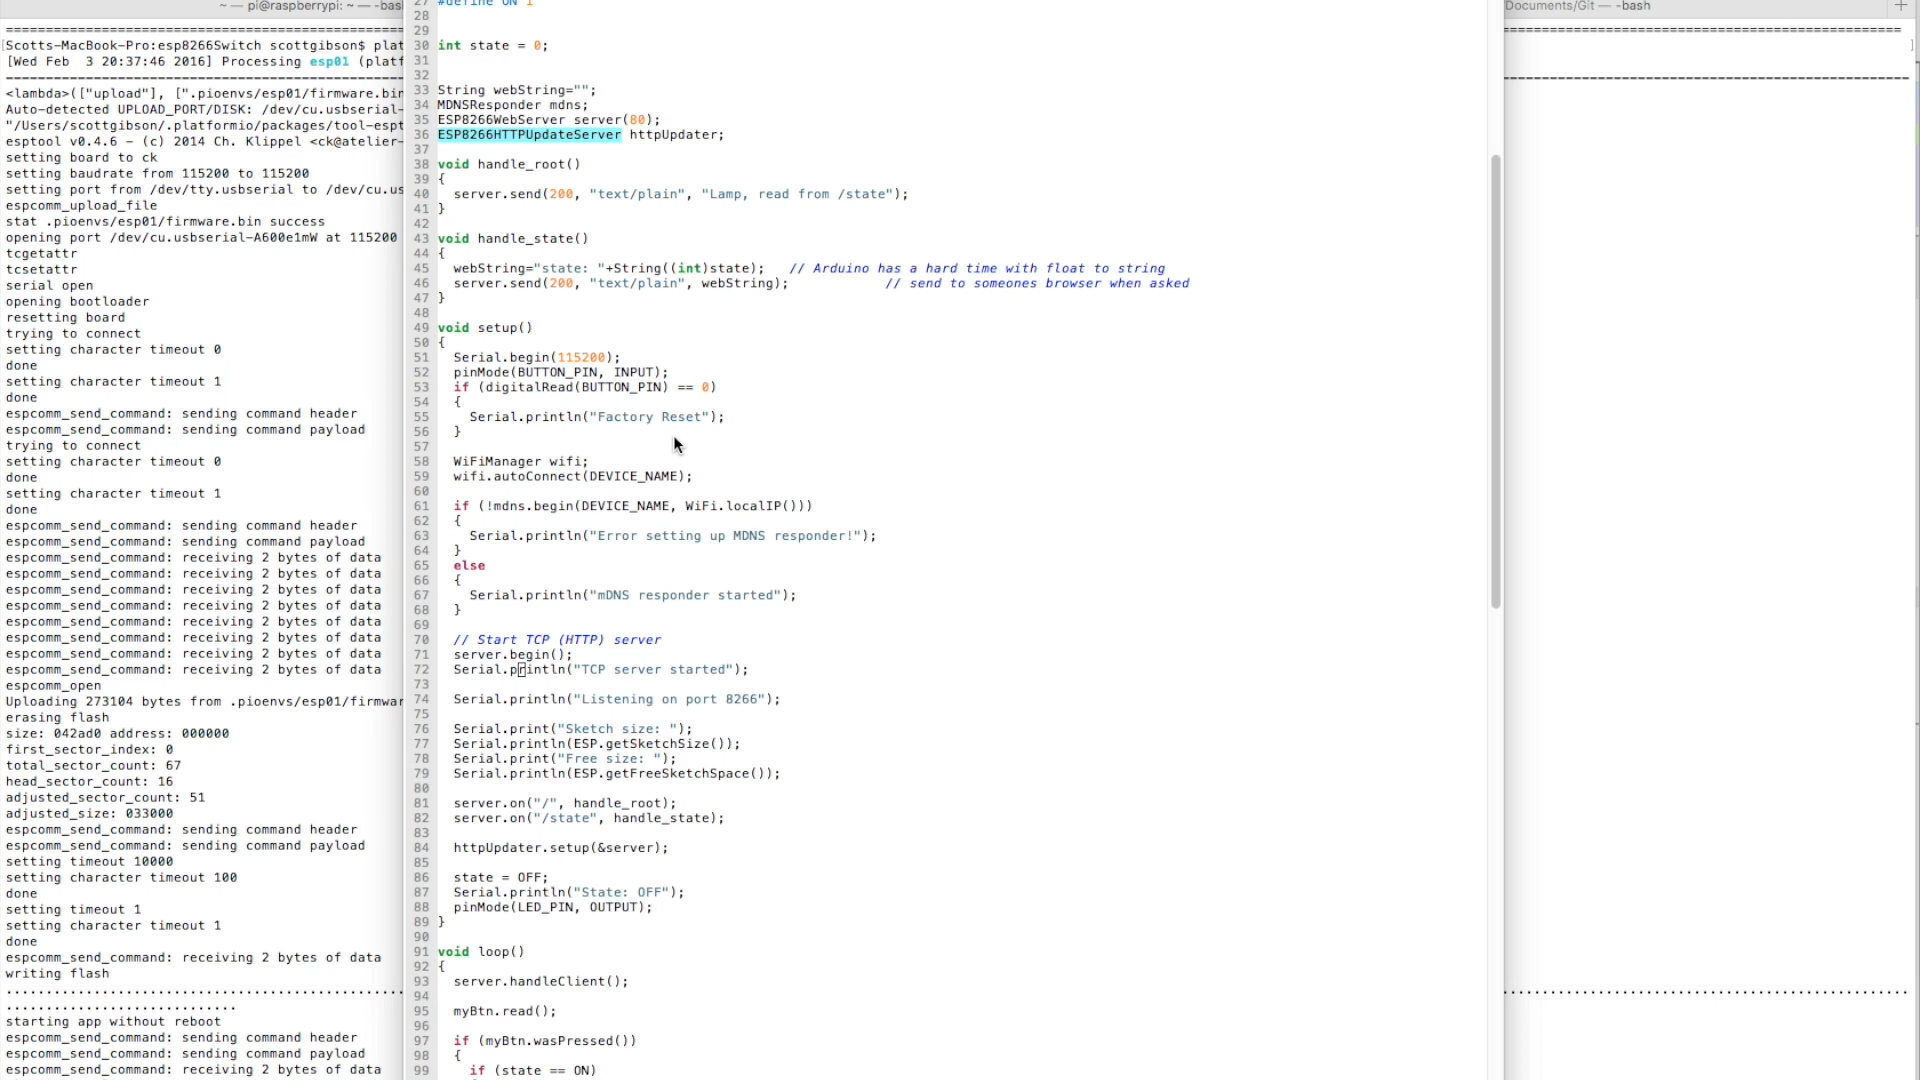 ~ — pi@raspberrypi: ~ — -bas
Documents/Git — -bash
Scotts-MacBook-Pro:esp8266Switch scottgibson$ plat
[Wed Feb  3 20:37:46 2016] Processing esp01 (platf
<lambda>(["upload"], [".pioenvs/esp01/firmware.bin
Auto-detected UPLOAD_PORT/DISK: /dev/cu.usbserial-
"/Users/scottgibson/.platformio/packages/tool-espt
esptool v0.4.6 - (c) 2014 Ch. Klippel <ck@atelier-
setting board to ck
setting baudrate from 115200 to 115200
setting port from /dev/tty.usbserial to /dev/cu.us
espcomm_upload_file
stat .pioenvs/esp01/firmware.bin success
opening port /dev/cu.usbserial-A600e1mW at 115200
tcgetattr
tcsetattr
serial open
opening bootloader
resetting board
trying to connect
setting character timeout 0
done
setting character timeout 1
done
espcomm_send_command: sending command header
espcomm_send_command: sending command payload
trying to connect
setting character timeout 0
done
setting character timeout 1
done
espcomm_send_command: sending command header
espcomm_send_command: sending command payload
espcomm_send_command: receiving 2 bytes of data
espcomm_send_command: receiving 2 bytes of data
espcomm_send_command: receiving 2 bytes of data
espcomm_send_command: receiving 2 bytes of data
espcomm_send_command: receiving 2 bytes of data
espcomm_send_command: receiving 2 bytes of data
espcomm_send_command: receiving 2 bytes of data
espcomm_send_command: receiving 2 bytes of data
espcomm_open
Uploading 273104 bytes from .pioenvs/esp01/firmwar
erasing flash
size: 042ad0 address: 000000
first_sector_index: 0
total_sector_count: 67
head_sector_count: 16
adjusted_sector_count: 51
adjusted_size: 033000
espcomm_send_command: sending command header
espcomm_send_command: sending command payload
setting timeout 10000
setting character timeout 100
done
setting timeout 1
setting character timeout 1
done
espcomm_send_command: receiving 2 bytes of data
writing flash
..................................................
.............................
starting app without reboot
espcomm_send_command: sending command header
espcomm_send_command: sending command payload
espcomm_send_command: receiving 2 bytes of data
27 #define ON 1
28
29
30 int state = 0;
31
32
33 String webString="";
34 MDNSResponder mdns;
35 ESP8266WebServer server(80);
36 ESP8266HTTPUpdateServer httpUpdater;
37
38 void handle_root()
39 {
40   server.send(200, "text/plain", "Lamp, read from /state");
41 }
42
43 void handle_state()
44 {
45   webString="state: "+String((int)state);   // Arduino has a hard time with float to string
46   server.send(200, "text/plain", webString);            // send to someones browser when asked
47 }
48
49 void setup()
50 {
51   Serial.begin(115200);
52   pinMode(BUTTON_PIN, INPUT);
53   if (digitalRead(BUTTON_PIN) == 0)
54   {
55     Serial.println("Factory Reset");
56   }
57
58   WiFiManager wifi;
59   wifi.autoConnect(DEVICE_NAME);
60
61   if (!mdns.begin(DEVICE_NAME, WiFi.localIP()))
62   {
63     Serial.println("Error setting up MDNS responder!");
64   }
65   else
66   {
67     Serial.println("mDNS responder started");
68   }
69
70   // Start TCP (HTTP) server
71   server.begin();
72   Serial.println("TCP server started");
73
74   Serial.println("Listening on port 8266");
75
76   Serial.print("Sketch size: ");
77   Serial.println(ESP.getSketchSize());
78   Serial.print("Free size: ");
79   Serial.println(ESP.getFreeSketchSpace());
80
81   server.on("/", handle_root);
82   server.on("/state", handle_state);
83
84   httpUpdater.setup(&server);
85
86   state = OFF;
87   Serial.println("State: OFF");
88   pinMode(LED_PIN, OUTPUT);
89 }
90
91 void loop()
92 {
93   server.handleClient();
94
95   myBtn.read();
96
97   if (myBtn.wasPressed())
98   {
99     if (state == ON)